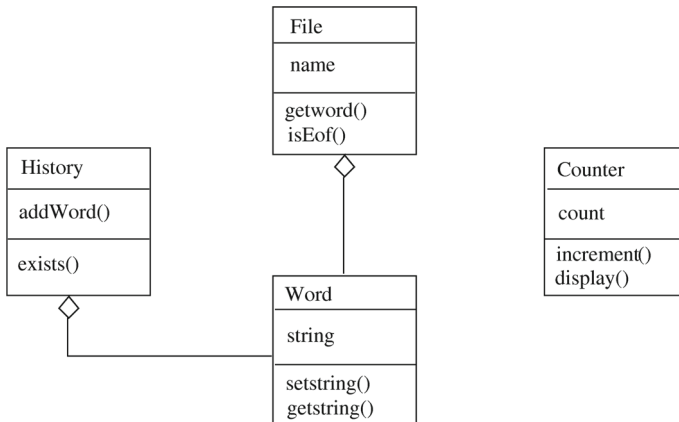 File
name
getword()
isEof()
History
addWord()
exists()
Counter
count
increment()
display()
Word
string
setstring()
getstring()